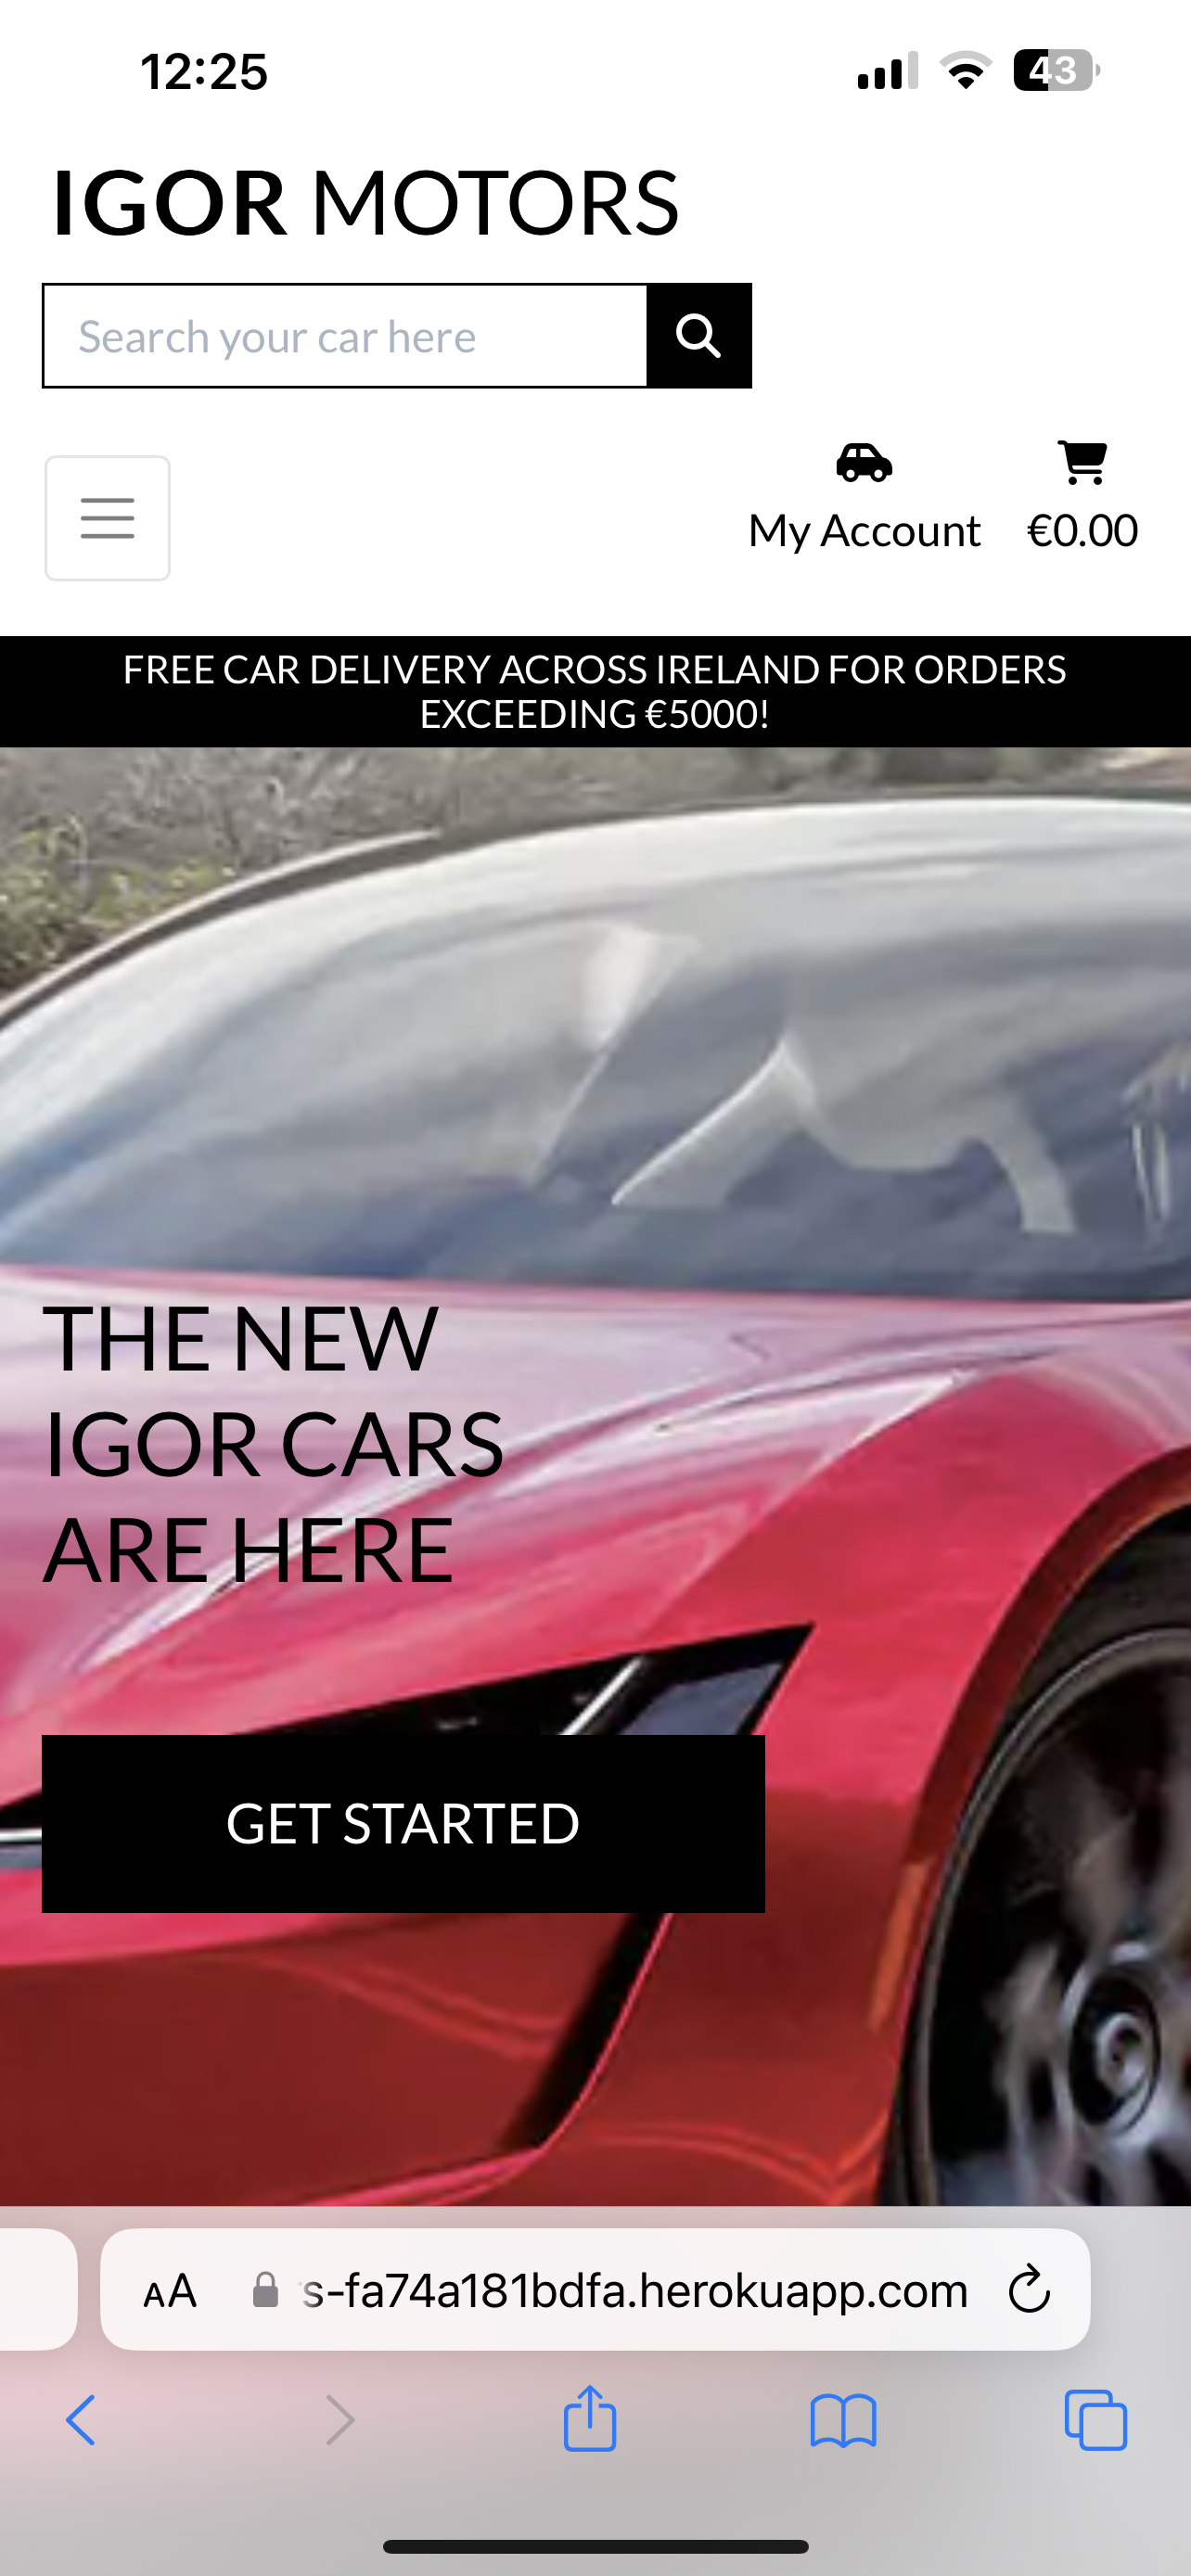 12:25
43
IGOR MOTORS
Search your car here
My Account
€0.00
FREE CAR DELIVERY ACROSS IRELAND FOR ORDERS
EXCEEDING €5000!
THE NEW
IGOR CARS
ARE HERE
GET STARTED
AA
s-fa74a181bdfa.herokuapp.com